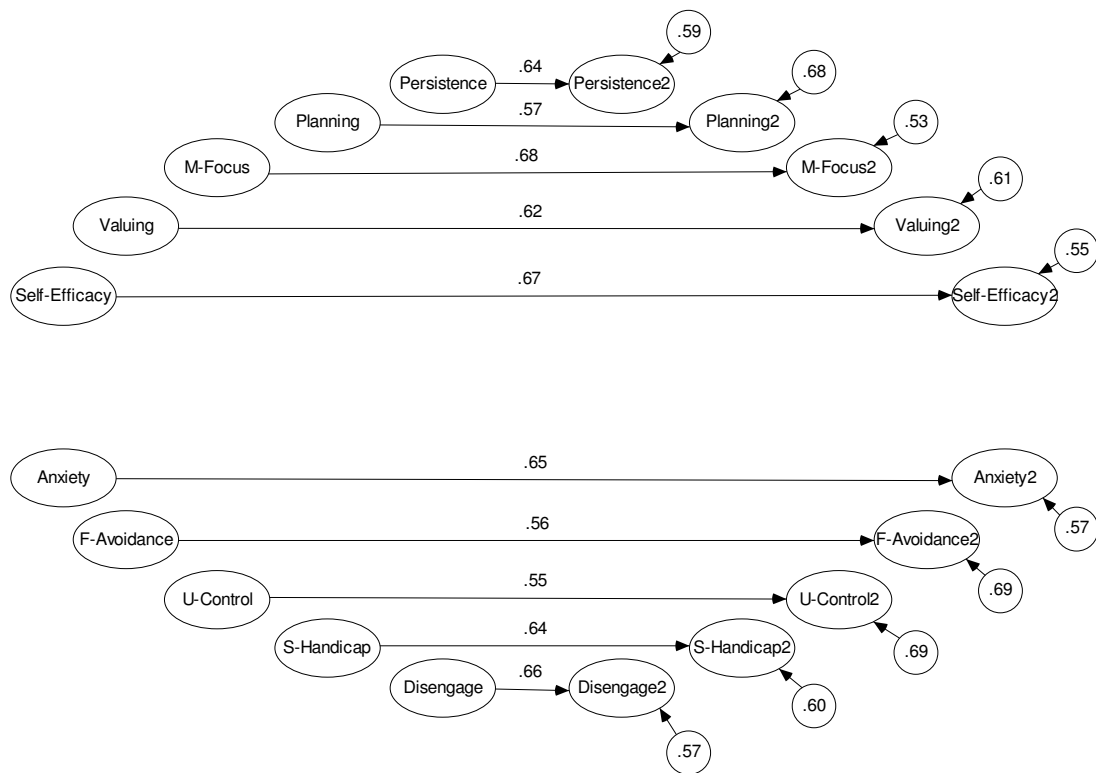 .59
Persistence .64 Persistence2
.68
Planning .57 Planning2
.53
M-Focus .68 M-Focus2
.61
Valuing .62 Valuing2
.55
Self-Efficacy .67 Self-Efficacy2
Anxiety .65 Anxiety2
.57
F-Avoidance .56 F-Avoidance2
.69
U-Control .55 U-Control2
.69
S-Handicap .64 S-Handicap2
.60
Disengage .66 Disengage2
.57